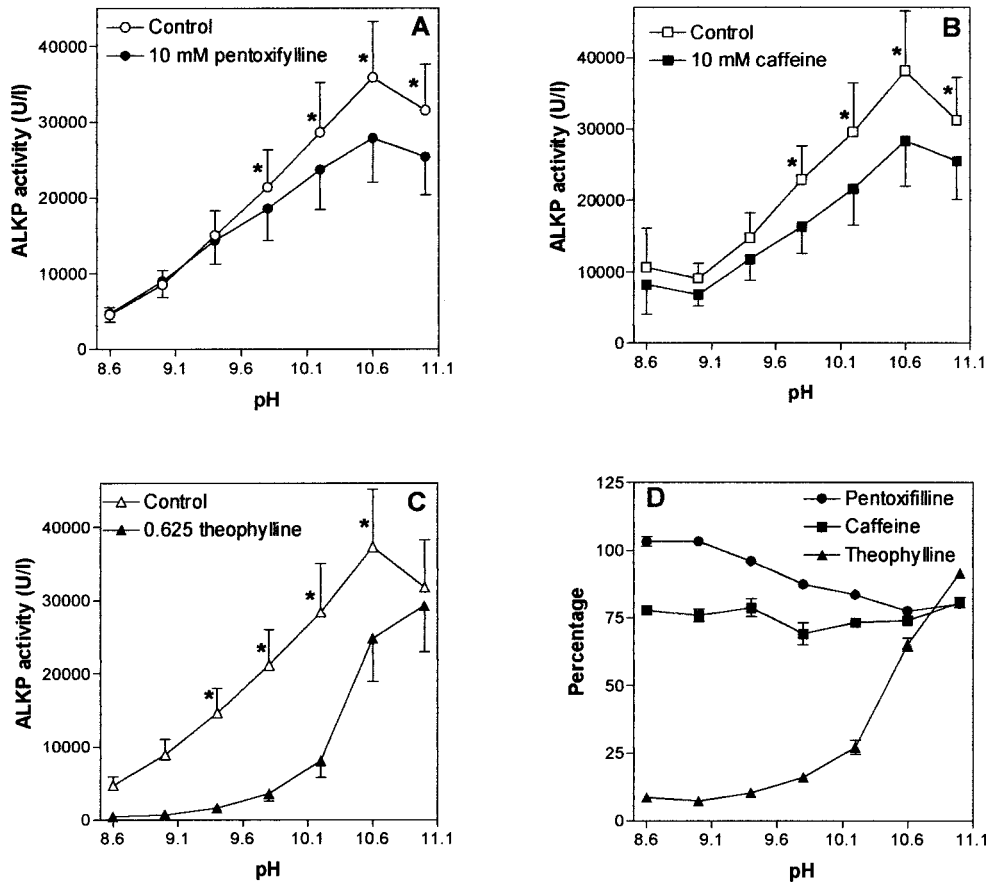 A
Control
10 mM pentoxifylline
ALKP activity (U/l)
40000
30000
20000
10000
0
* * * *
8.6 9.1 9.6 10.1 10.6 11.1
pH
B
Control
10 mM caffeine
ALKP activity (U/l)
40000
30000
20000
10000
0
* * * *
8.6 9.1 9.6 10.1 10.6 11.1
pH
C
Control
0.625 theophylline
ALKP activity (U/l)
40000
30000
20000
10000
0
* * * *
8.6 9.1 9.6 10.1 10.6 11.1
pH
D
Pentoxifilline
Caffeine
Theophylline
Percentage
125
100
75
50
25
0
8.6 9.1 9.6 10.1 10.6 11.1
pH